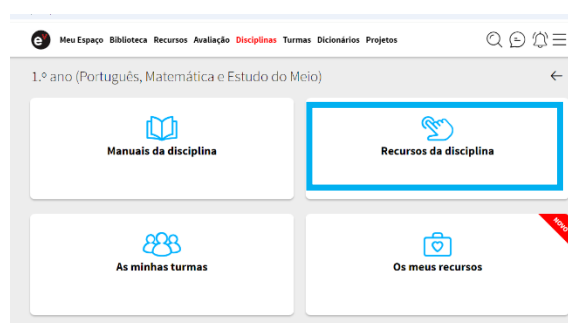 Meu Espaço Biblioteca Recursos Avaliação Disciplinas Turmas Dicionários Projetos
1.º ano (Português, Matemática e Estudo do Meio)
Manuais da disciplina
Recursos da disciplina
NOVO
As minhas turmas
Os meus recursos